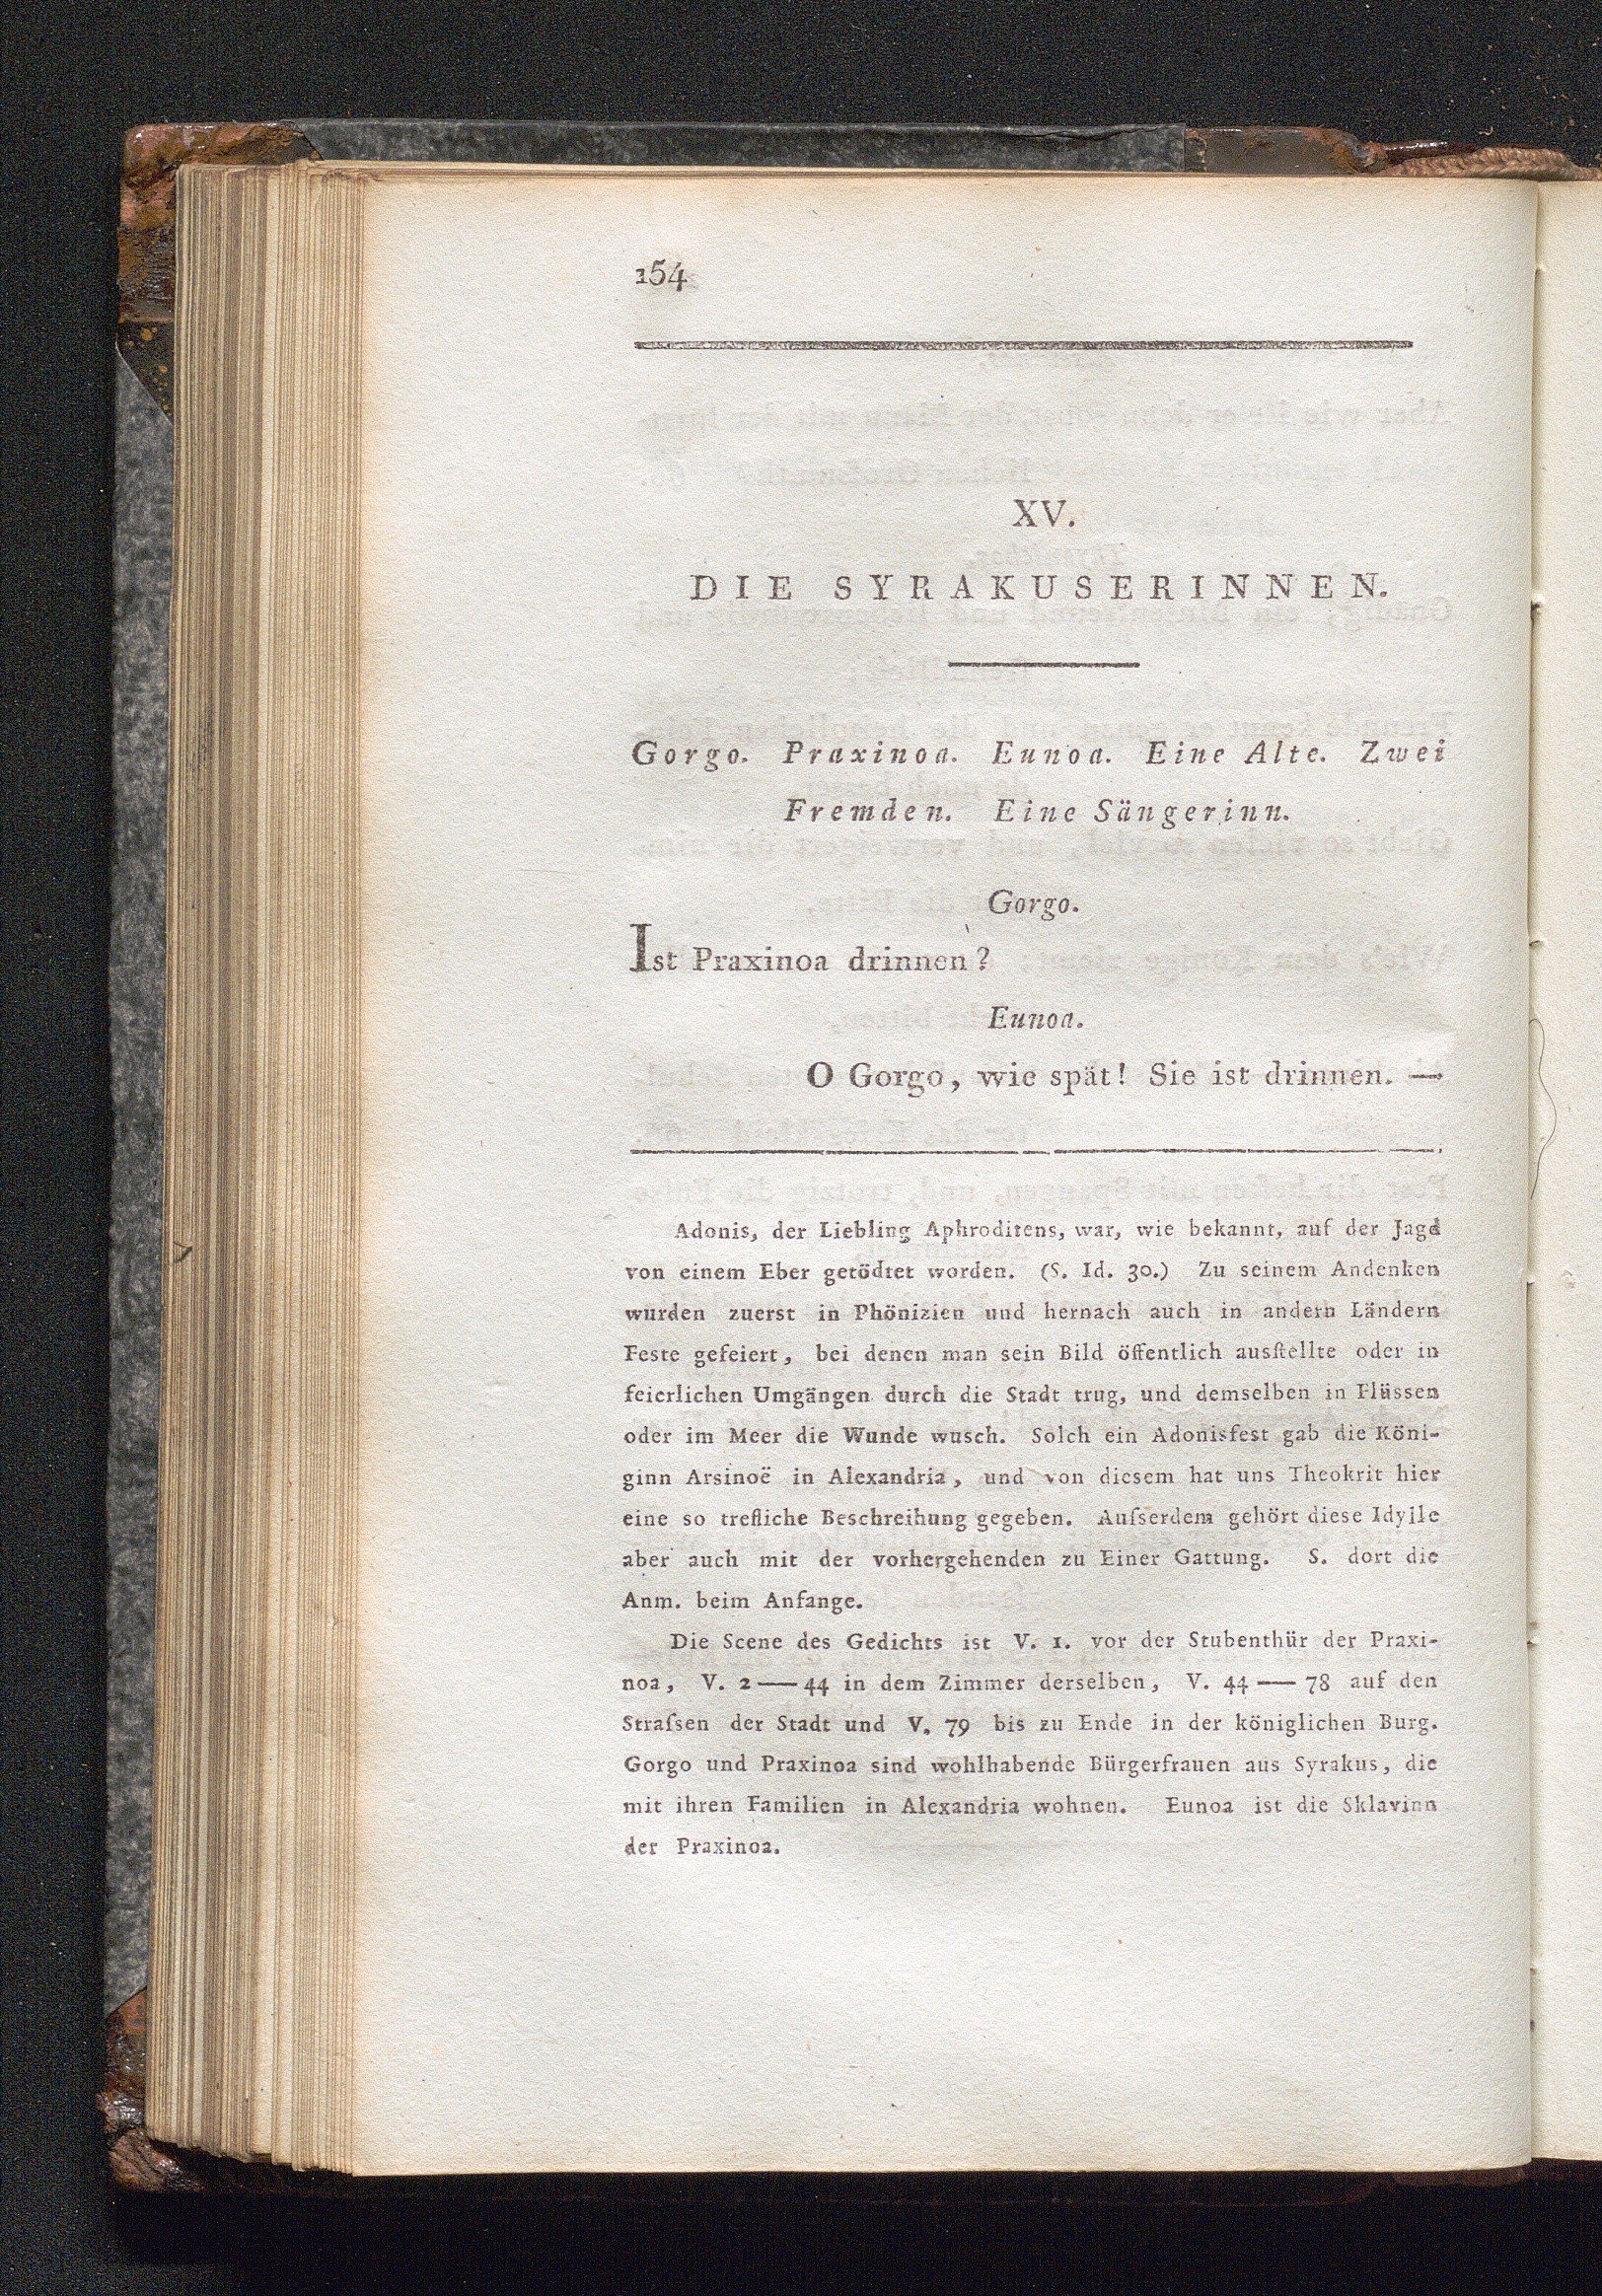 154
XV.
DIE SYRAKUSERINNEN.
Gorgo. Praxinoa. Eunoa. Eine Alte. Zwei
Fremden. Eine Sängerinn.
Gorgo.
Ist Praxinoa drinnen?
Eunoa.
O Gorgo, wie spät! Sie ist drinnen. —
Adonis, der Liebling Aphroditens, war, wie bekannt, auf der Jagd
von einem Eber getödtet worden. (S. Id. 30.) Zu seinem Andenken
wurden zuerst in Phönizien und hernach auch in andern Ländern
Feste gefeiert, bei denen man sein Bild öffentlich ausſtellte oder in
feierlichen Umgängen durch die Stadt trug, und demselben in Flüssen
oder im Meer die Wunde wusch. Solch ein Adonisfest gab die Köni-
ginn Arsinoë in Alexandria, und von diesem hat uns Theokrit hier
eine so trefliche Beschreihung gegeben. Auſserdem gehört diese Idylle
aber auch mit der vorhergehenden zu Einer Gattung. S. dort die
Anm. beim Anfange.
Die Scene des Gedichts ist V. 1. vor der Stubenthür der Praxi-
noa, V. 2 — 44 in dem Zimmer derselben, V. 44 — 78 auf den
Straſsen der Stadt und V. 79 bis zu Ende in der königlichen Burg.
Gorgo und Praxinoa sind wohlhabende Bürgerfrauen aus Syrakus, die
mit ihren Familien in Alexandria wohnen. Eunoa ist die Sklavinn
der Praxinoa.